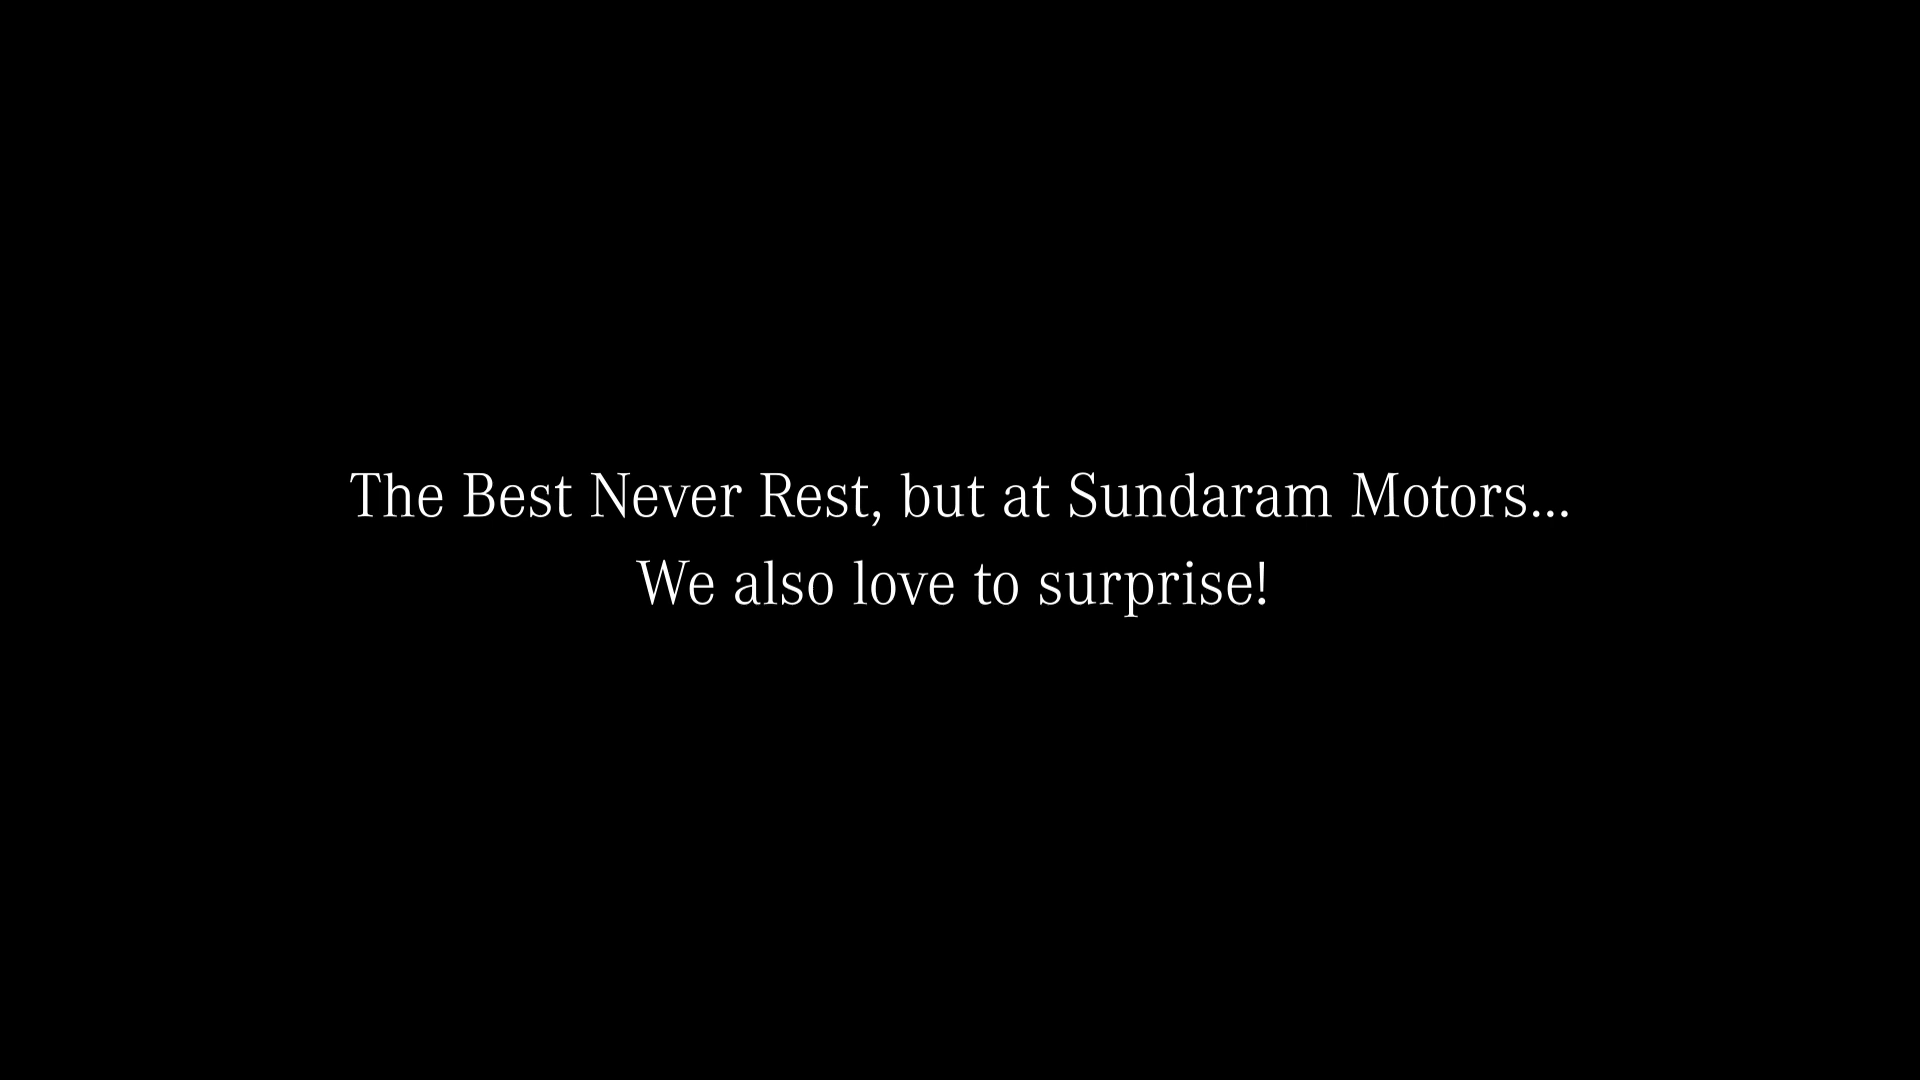 The Best Never Rest, but at Sundaram Motors...
We also love to surprise!